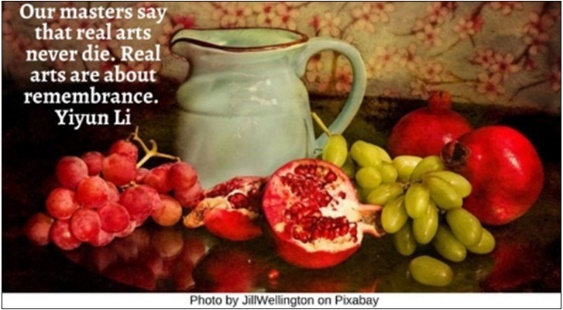 Our masters say
that real arts
never die. Real
arts are about
remembrance.
Yiyun Li
Photo by JillWellington on Pixabay